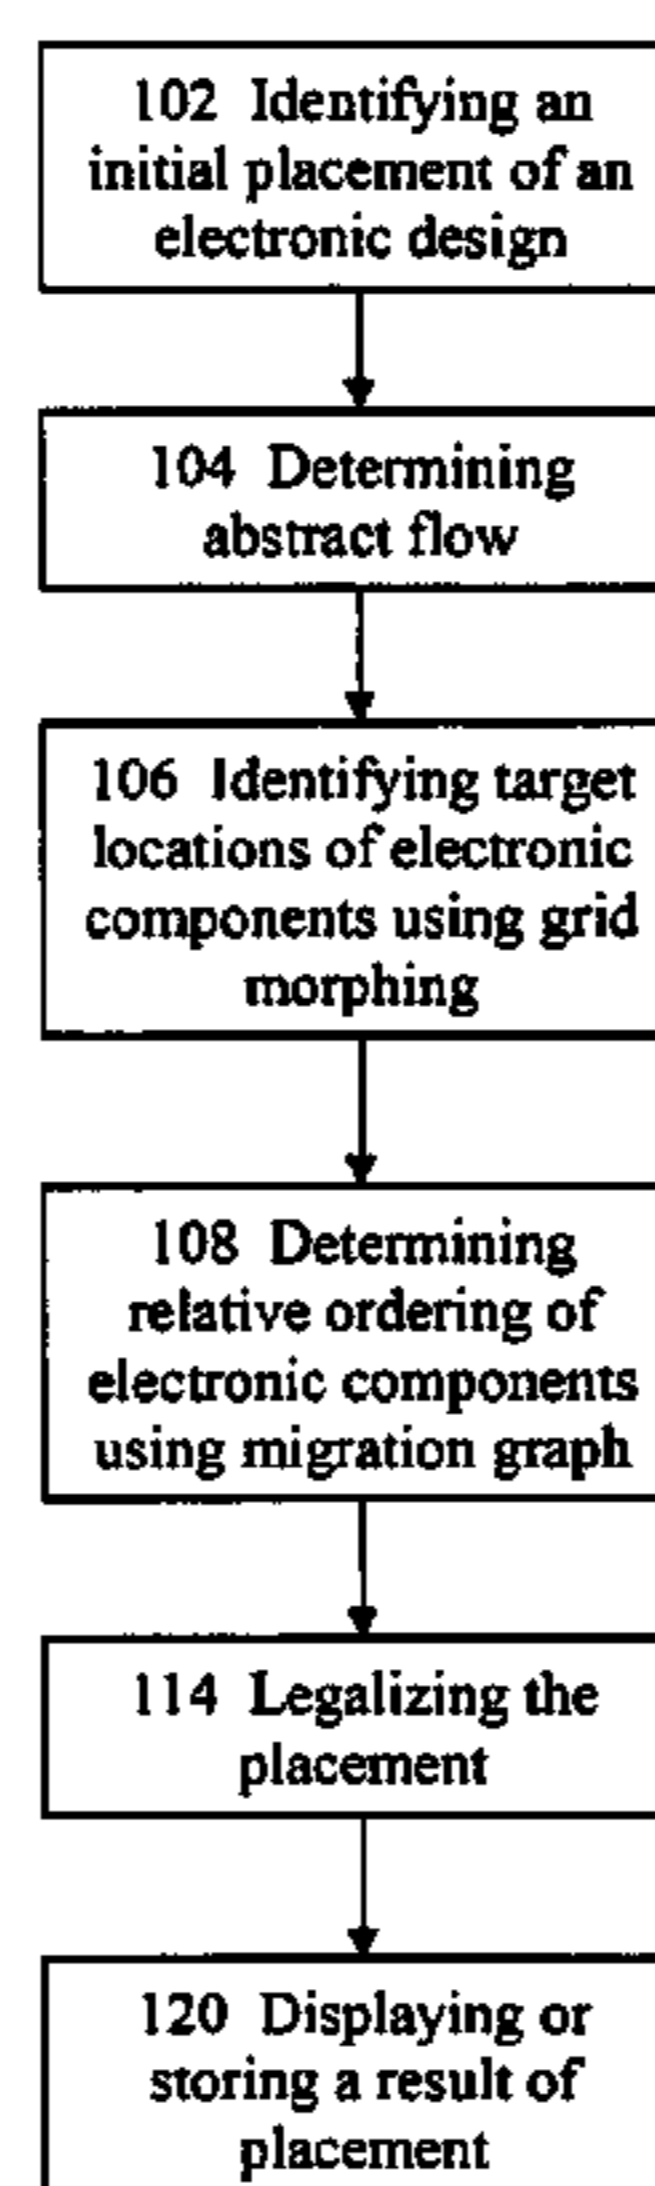 102 Identifying an
initial placement of an
electronic design
104 Determining
abstract flow
106 Identifying target
locations of electronic
components using grid
morphing
108 Determining
relative ordering of
electronic components
using migration graph
114 Legalizing the
placement
120 Displaying or
storing a result of
placement